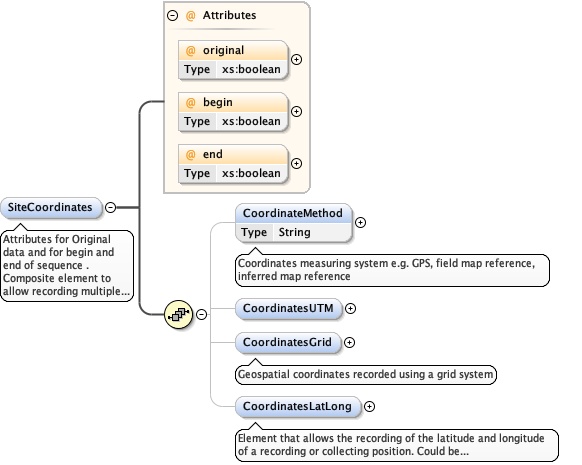 @ Attributes
@ original
Type xs:boolean
@ begin
Type xs:boolean
@ end
Type xs:boolean
SiteCoordinates
Attributes for Original
data and for begin and
end of sequence .
Composite element to
allow recording multiple...
CoordinateMethod
Type String
Coordinates measuring system e.g. GPS, field map reference,
inferred map reference
CoordinatesUTM
CoordinatesGrid
Geospatial coordinates recorded using a grid system
CoordinatesLatLong
Element that allows the recording of the latitude and longitude
of a recording or collecting position. Could be...